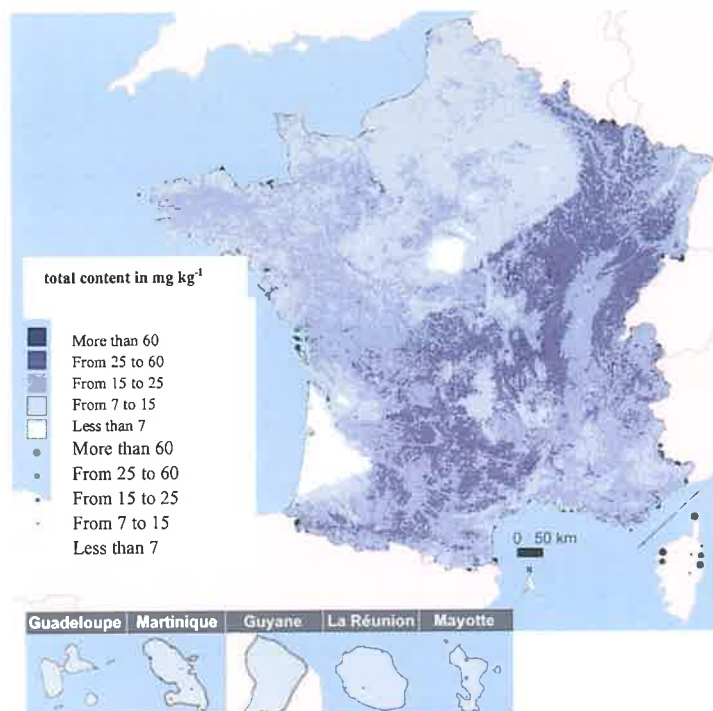 total content in mg kg-1
More than 60
From 25 to 60
From 15 to 25
From 7 to 15
Less than 7
More than 60
From 25 to 60
From 15 to 25
From 7 to 15
Less than 7
0 50 km
N
Guadeloupe Martinique Guyane La Réunion Mayotte